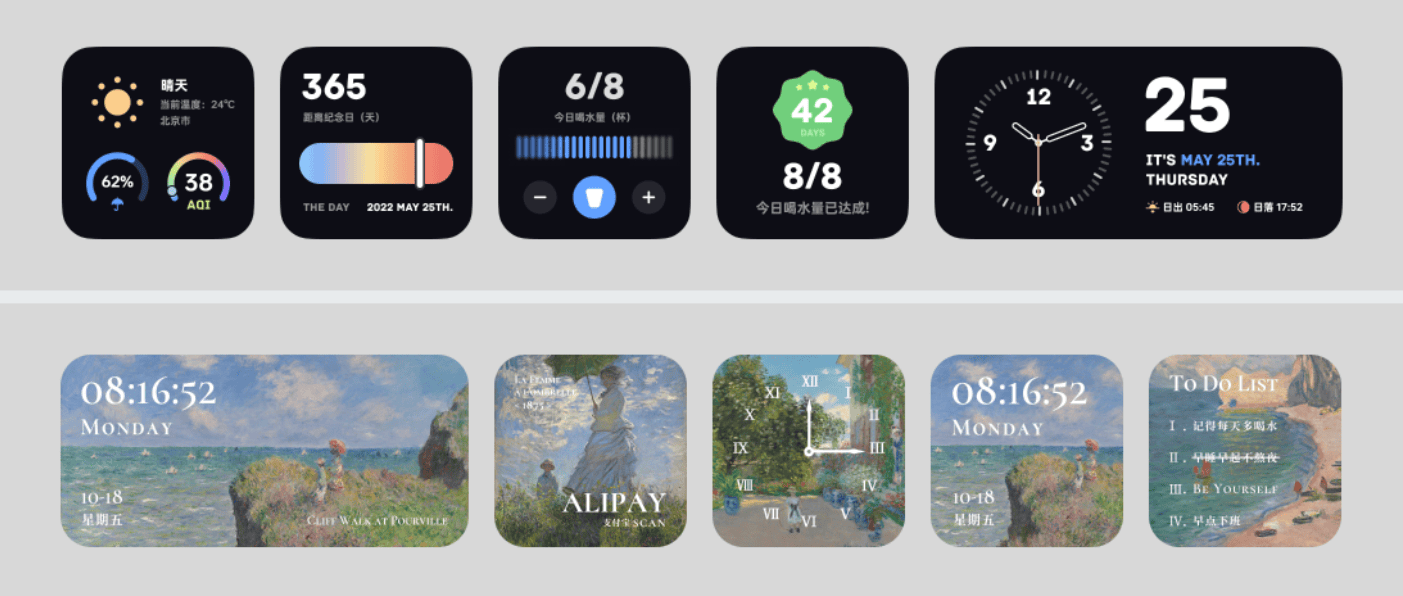 晴天
当前温度：24℃
北京市
62%
38
AQI
365
距离纪念日（天）
THE DAY 2022 MAY 25TH.
6/8
今日喝水量（杯）
− +
42
DAYS
8/8
今日喝水量已达成!
12
3
6
9
25
IT'S MAY 25TH.
THURSDAY
日出 05:45 日落 17:52
08:16:52
MONDAY
10-18
星期五
CLIFF WALK AT POURVILLE
LA FEMME
À L'OMBRELLE
- 1875 -
ALIPAY
支付宝 SCAN
XII
I
II
III
IV
V
VI
VII
VIII
IX
X
XI
08:16:52
MONDAY
10-18
星期五
TO DO LIST
I . 记得每天多喝水
II . 早睡早起不熬夜
III. BE YOURSELF
IV. 早点下班